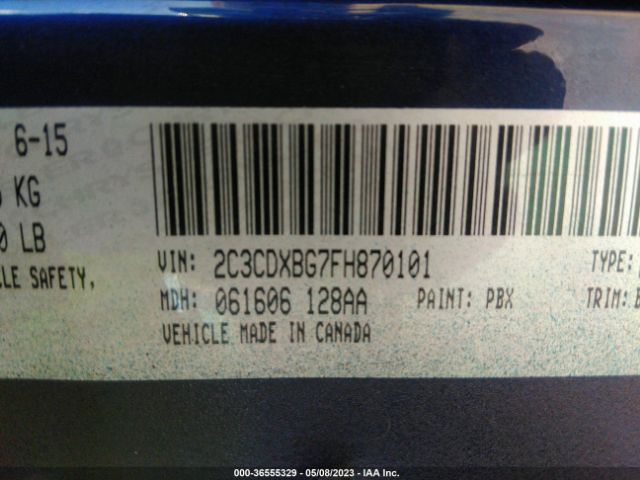 6-15
KG
LB
CLE SAFETY,
VIN: 2C3CDXBG7FH870101
TYPE:
MDH: 061606 128AA
PAINT: PBX
TRIM:
VEHICLE MADE IN CANADA
000-36555329 - 05/08/2023 - IAA Inc.